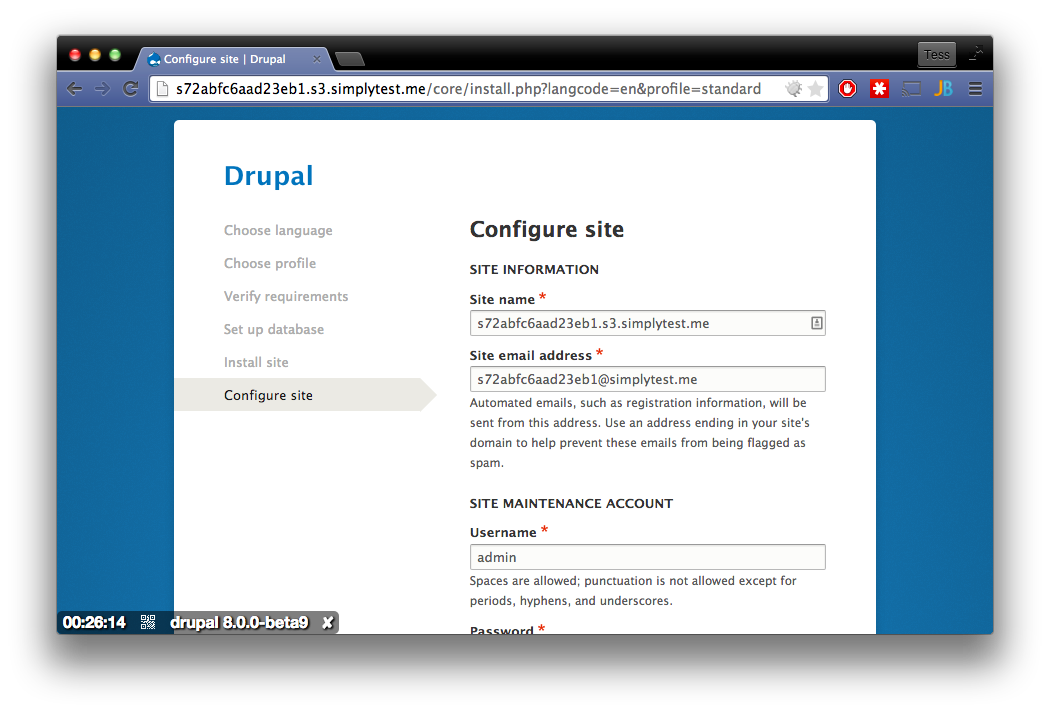 Configure site | Drupal
Tess
s72abfc6aad23eb1.s3.simplytest.me/core/install.php?langcode=en&profile=standard
JB
Drupal
Choose language
Choose profile
Verify requirements
Set up database
Install site
Configure site
Configure site
SITE INFORMATION
Site name *
s72abfc6aad23eb1.s3.simplytest.me
Site email address *
s72abfc6aad23eb1@simplytest.me
Automated emails, such as registration information, will be
sent from this address. Use an address ending in your site's
domain to help prevent these emails from being flagged as
spam.
SITE MAINTENANCE ACCOUNT
Username *
admin
Spaces are allowed; punctuation is not allowed except for
periods, hyphens, and underscores.
Password *
00:26:14 drupal 8.0.0-beta9 ✘